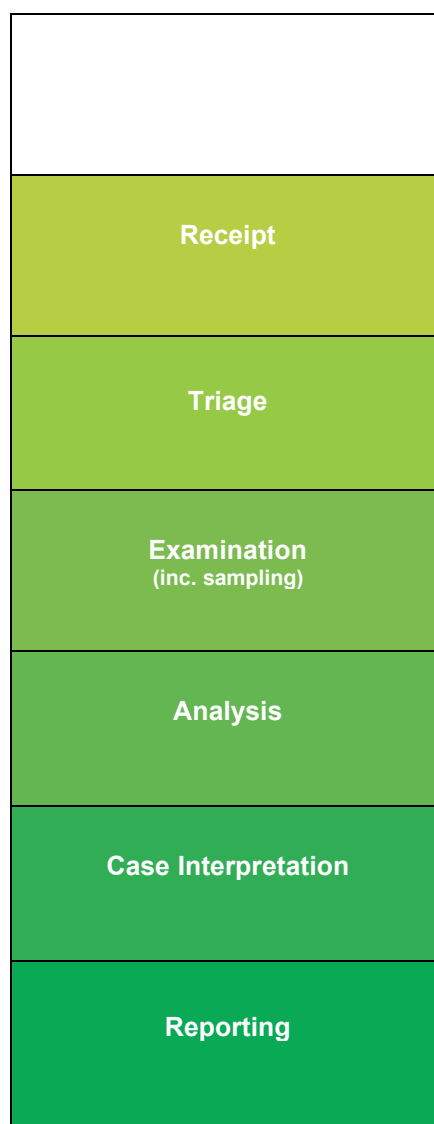 Receipt
Triage
Examination
(inc. sampling)
Analysis
Case Interpretation
Reporting